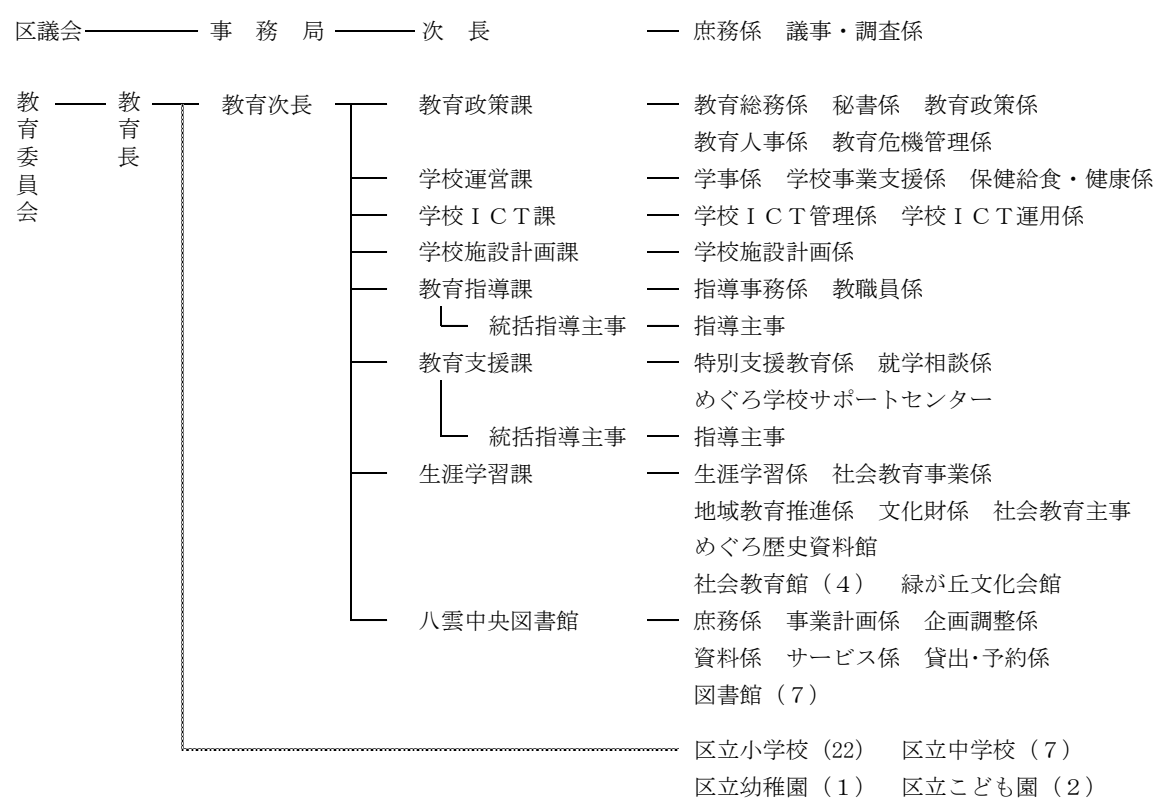 区議会 事務局 次長 庶務係 議事・調査係
教育委員会 教育長 教育次長 教育政策課 教育総務係 秘書係 教育政策係
教育人事係 教育危機管理係
学校運営課 学事係 学校事業支援係 保健給食・健康係
学校ＩＣＴ課 学校ＩＣＴ管理係 学校ＩＣＴ運用係
学校施設計画課 学校施設計画係
教育指導課 指導事務係 教職員係
統括指導主事 指導主事
教育支援課 特別支援教育係 就学相談係
めぐろ学校サポートセンター
統括指導主事 指導主事
生涯学習課 生涯学習係 社会教育事業係
地域教育推進係 文化財係 社会教育主事
めぐろ歴史資料館
社会教育館（４） 緑が丘文化会館
八雲中央図書館 庶務係 事業計画係 企画調整係
資料係 サービス係 貸出･予約係
図書館（７）
区立小学校（22） 区立中学校（７）
区立幼稚園（１） 区立こども園（２）